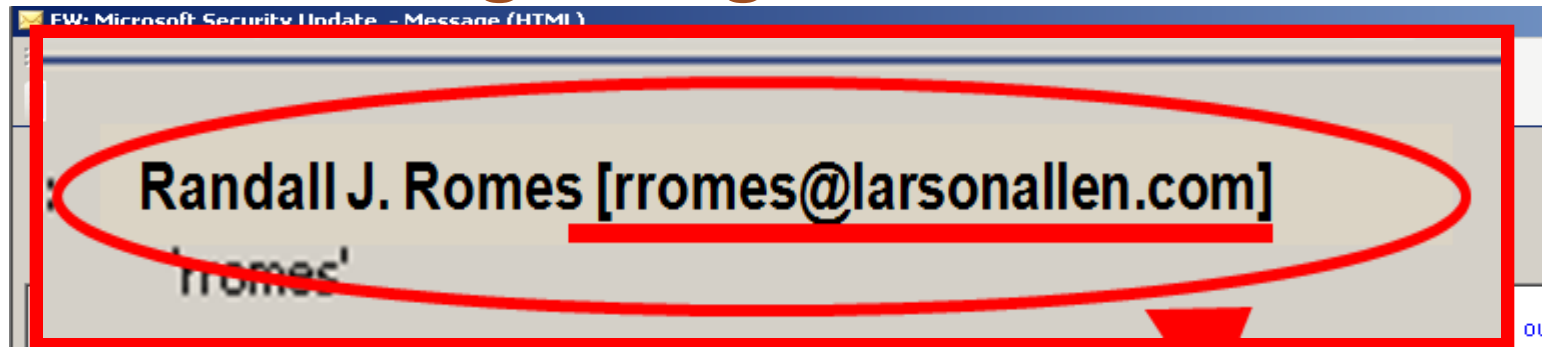 FW: Microsoft Security Update - Message (HTML)
Randall J. Romes [rromes@larsonallen.com]
'rromes'